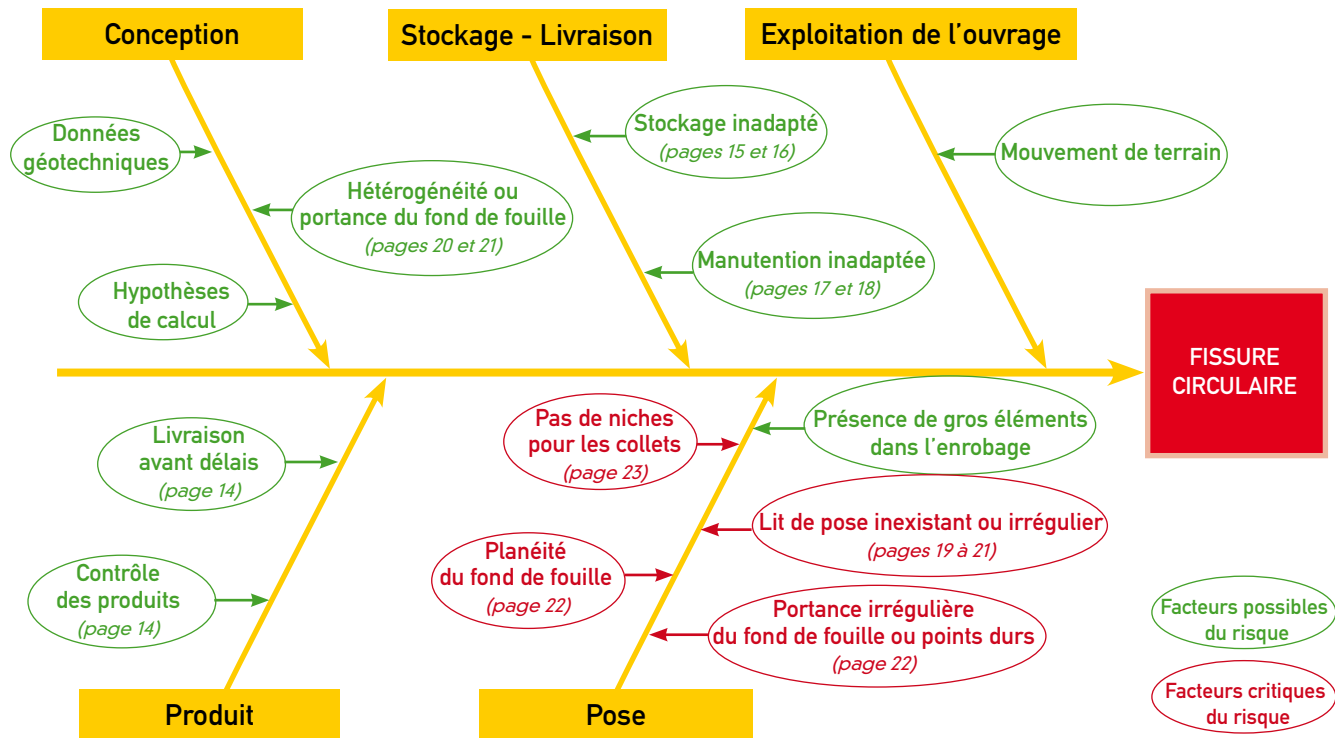 Conception
Stockage - Livraison
Exploitation de l'ouvrage
Données
géotechniques
Hétérogénéité ou
portance du fond de fouille
(pages 20 et 21)
Hypothèses
de calcul
Stockage inadapté
(pages 15 et 16)
Manutention inadaptée
(pages 17 et 18)
Mouvement de terrain
FISSURE
CIRCULAIRE
Livraison
avant délais
(page 14)
Contrôle
des produits
(page 14)
Pas de niches
pour les collets
(page 23)
Présence de gros éléments
dans l'enrobage
Lit de pose inexistant ou irrégulier
(pages 19 à 21)
Planéité
du fond de fouille
(page 22)
Portance irrégulière
du fond de fouille ou points durs
(page 22)
Produit
Pose
Facteurs possibles
du risque
Facteurs critiques
du risque